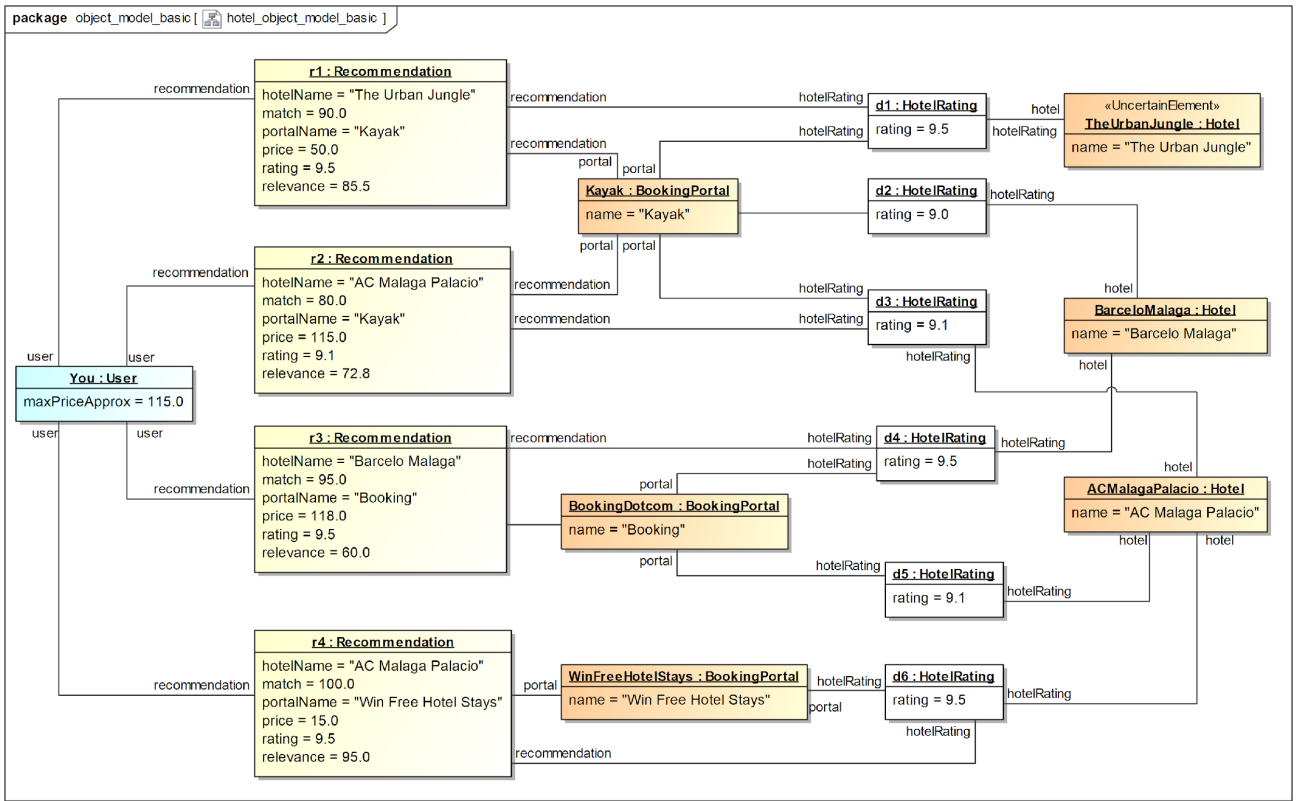 package object_model_basic [ hotel_object_model_basic ]
r1 : Recommendation
hotelName = "The Urban Jungle"
match = 90.0
portalName = "Kayak"
price = 50.0
rating = 9.5
relevance = 85.5
recommendation
recommendation
hotelRating
d1 : HotelRating
rating = 9.5
hotel
hotelRating
«UncertainElement»
TheUrbanJungle : Hotel
name = "The Urban Jungle"
recommendation
portal
portal
hotelRating
Kayak : BookingPortal
name = "Kayak"
d2 : HotelRating
rating = 9.0
hotelRating
hotel
portal
portal
r2 : Recommendation
hotelName = "AC Malaga Palacio"
match = 80.0
portalName = "Kayak"
price = 115.0
rating = 9.1
relevance = 72.8
recommendation
recommendation
recommendation
hotelRating
hotelRating
d3 : HotelRating
rating = 9.1
hotelRating
BarceloMalaga : Hotel
name = "Barcelo Malaga"
hotel
user
user
You : User
maxPriceApprox = 115.0
user
user
r3 : Recommendation
hotelName = "Barcelo Malaga"
match = 95.0
portalName = "Booking"
price = 118.0
rating = 9.5
relevance = 60.0
recommendation
recommendation
hotelRating
hotelRating
d4 : HotelRating
rating = 9.5
hotelRating
portal
BookingDotcom : BookingPortal
name = "Booking"
portal
hotel
ACMalagaPalacio : Hotel
name = "AC Malaga Palacio"
hotel
hotel
hotelRating
d5 : HotelRating
rating = 9.1
hotelRating
r4 : Recommendation
hotelName = "AC Malaga Palacio"
match = 100.0
portalName = "Win Free Hotel Stays"
price = 15.0
rating = 9.5
relevance = 95.0
recommendation
portal
WinFreeHotelStays : BookingPortal
name = "Win Free Hotel Stays"
hotelRating
portal
d6 : HotelRating
rating = 9.5
hotelRating
hotelRating
recommendation